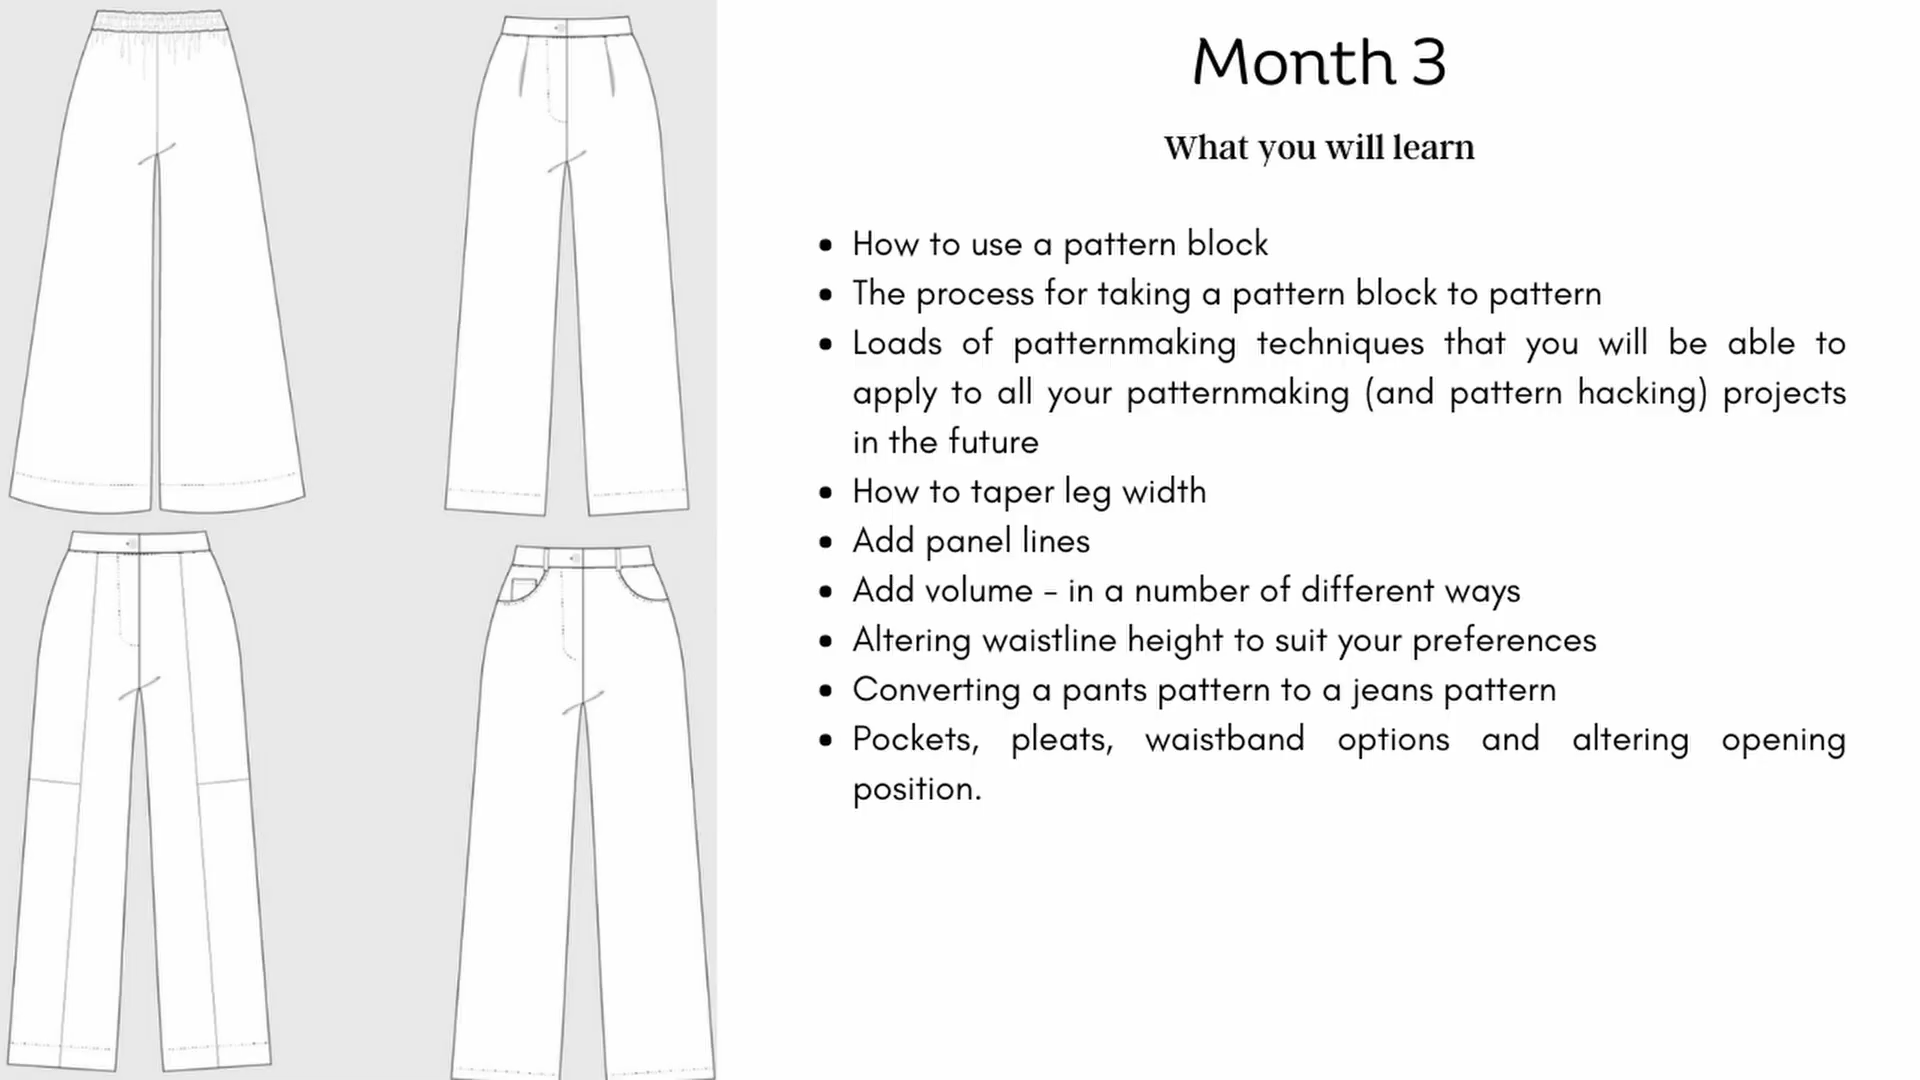 Month 3
What you will learn
How to use a pattern block
The process for taking a pattern block to pattern
Loads of patternmaking techniques that you will be able to
apply to all your patternmaking (and pattern hacking) projects
in the future
How to taper leg width
Add panel lines
Add volume - in a number of different ways
Altering waistline height to suit your preferences
Converting a pants pattern to a jeans pattern
Pockets, pleats, waistband options and altering opening
position.